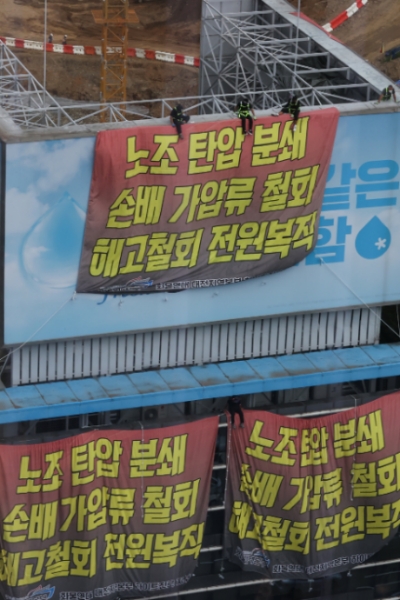 노조 탄압 분쇄
손배 가압류 철회
해고철회 전원복직
같은
함
노조 탄압 분쇄
손배 가압류 철회
해고철회 전원복직
노조 탄압 분쇄
손배 가압류 철회
해고철회 전원복직